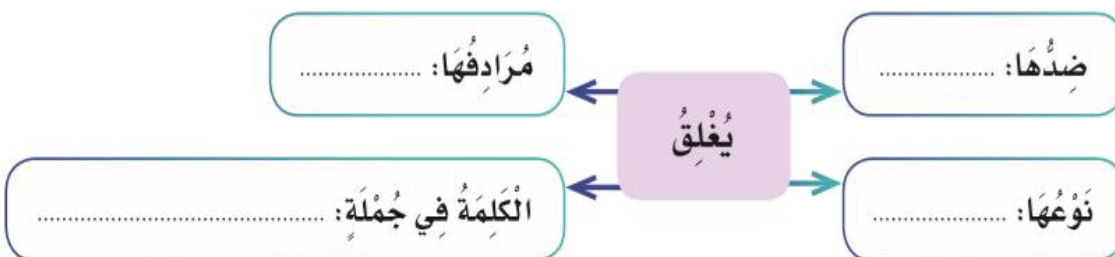 ضِدُّهَا: ...................
مُرَادِفُهَا: ....................
يُغْلِقُ
نَوْعُهَا: ......................
الْكَلِمَةُ فِي جُمْلَةٍ: ................................................